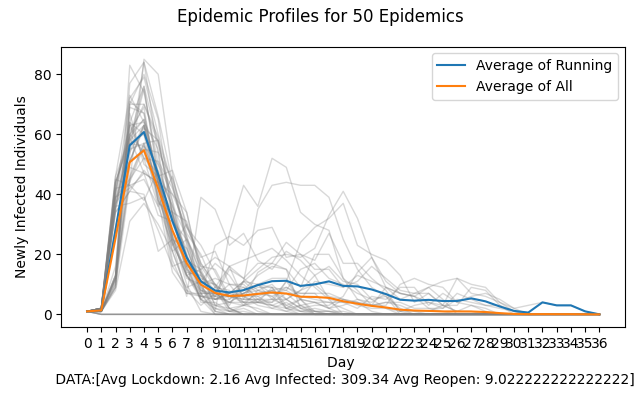 Epidemic Profiles for 50 Epidemics
Average of Running
Average of All
Newly Infected Individuals
80
60
40
20
0
0 1 2 3 4 5 6 7 8 9 10 11 12 13 14 15 16 17 18 19 20 21 22 23 24 25 26 27 28 29 30 31 32 33 34 35 36
Day
DATA:[Avg Lockdown: 2.16 Avg Infected: 309.34 Avg Reopen: 9.022222222222222]